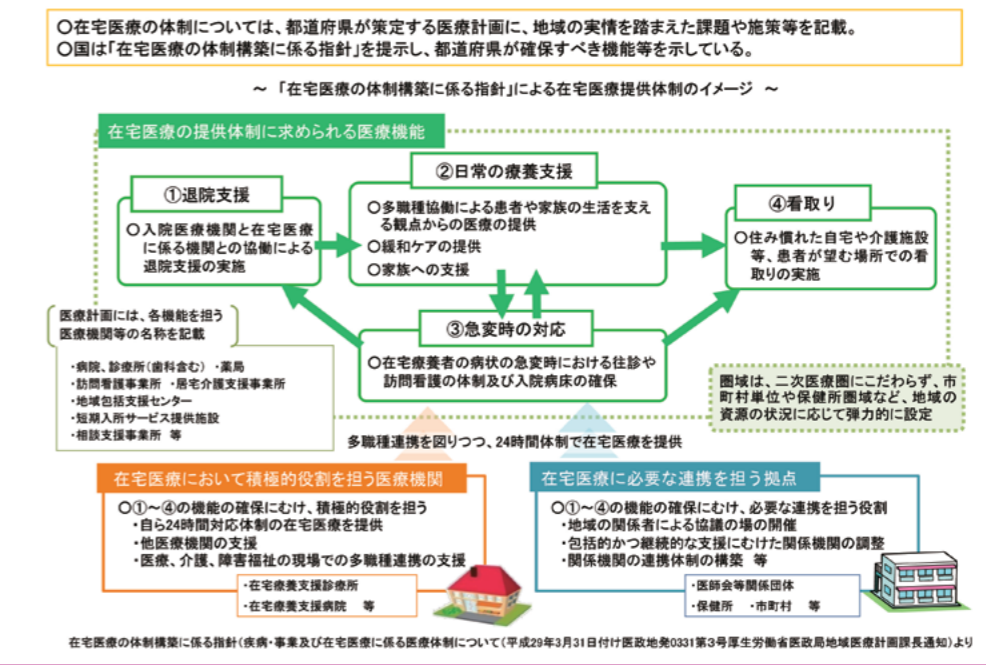 ○在宅医療の体制については、都道府県が策定する医療計画に、地域の実情を踏まえた課題や施策等を記載。
○国は「在宅医療の体制構築に係る指針」を提示し、都道府県が確保すべき機能等を示している。
～ 「在宅医療の体制構築に係る指針」による在宅医療提供体制のイメージ ～
在宅医療の提供体制に求められる医療機能
①退院支援
○入院医療機関と在宅医療
に係る機関との協働による
退院支援の実施
②日常の療養支援
○多職種協働による患者や家族の生活を支え
る観点からの医療の提供
○緩和ケアの提供
○家族への支援
④看取り
○住み慣れた自宅や介護施設
等、患者が望む場所での看
取りの実施
③急変時の対応
○在宅療養者の病状の急変時における往診や
訪問看護の体制及び入院病床の確保
医療計画には、各機能を担う
医療機関等の名称を記載
・病院、診療所(歯科含む) ・薬局
・訪問看護事業所 ・居宅介護支援事業所
・地域包括支援センター
・短期入所サービス提供施設
・相談支援事業所 等
圏域は、二次医療圏にこだわらず、市
町村単位や保健所圏域など、地域の
資源の状況に応じて弾力的に設定
多職種連携を図りつつ、24時間体制で在宅医療を提供
在宅医療において積極的役割を担う医療機関
○①～④の機能の確保にむけ、積極的役割を担う
・自ら24時間対応体制の在宅医療を提供
・他医療機関の支援
・医療、介護、障害福祉の現場での多職種連携の支援
・在宅療養支援診療所
・在宅療養支援病院 等
在宅医療に必要な連携を担う拠点
○①～④の機能の確保にむけ、必要な連携を担う役割
・地域の関係者による協議の場の開催
・包括的かつ継続的な支援にむけた関係機関の調整
・関係機関の連携体制の構築 等
・医師会等関係団体
・保健所 ・市町村 等
在宅医療の体制構築に係る指針(疾病・事業及び在宅医療に係る医療体制について(平成29年3月31日付け医政地発0331第3号厚生労働省医政局地域医療計画課長通知)より